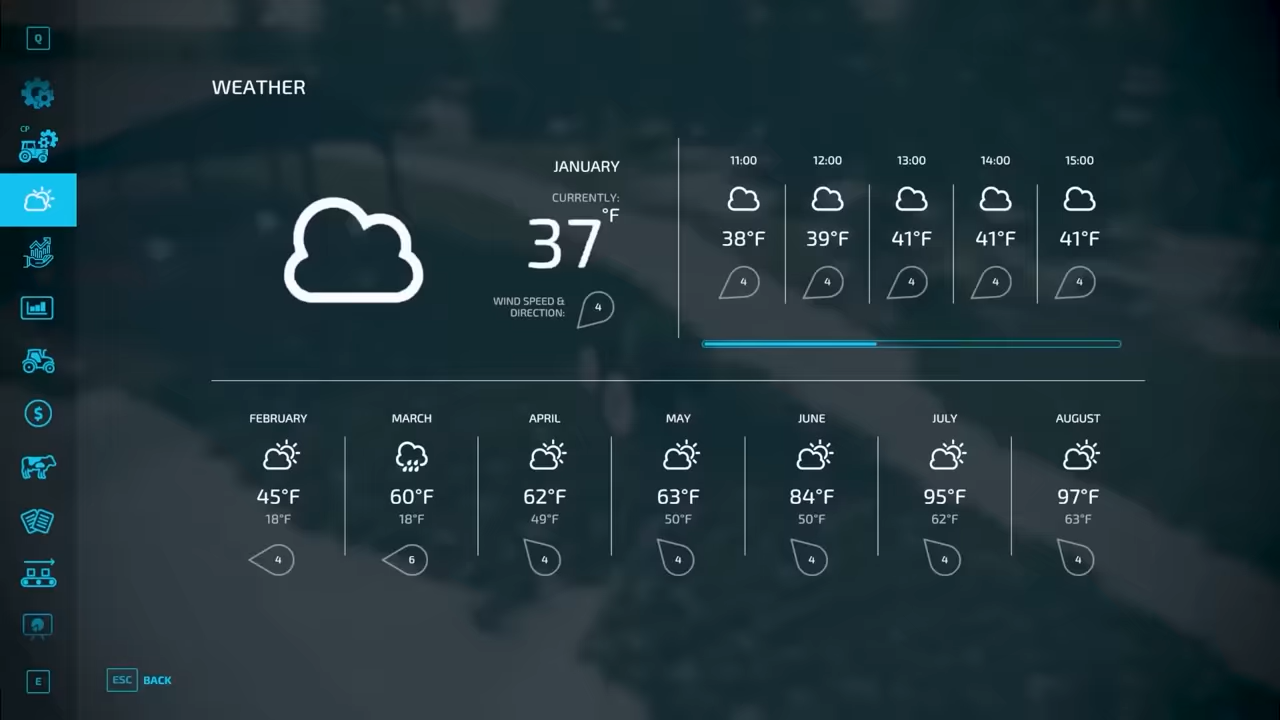 Q
CP
WEATHER
JANUARY
CURRENTLY:
37°F
WIND SPEED &
DIRECTION:
4
11:00 12:00 13:00 14:00 15:00
38°F 39°F 41°F 41°F 41°F
4 4 4 4 4
FEBRUARY MARCH APRIL MAY JUNE JULY AUGUST
45°F 60°F 62°F 63°F 84°F 95°F 97°F
18°F 18°F 49°F 50°F 50°F 62°F 63°F
4 6 4 4 4 4 4
$
E
ESC BACK